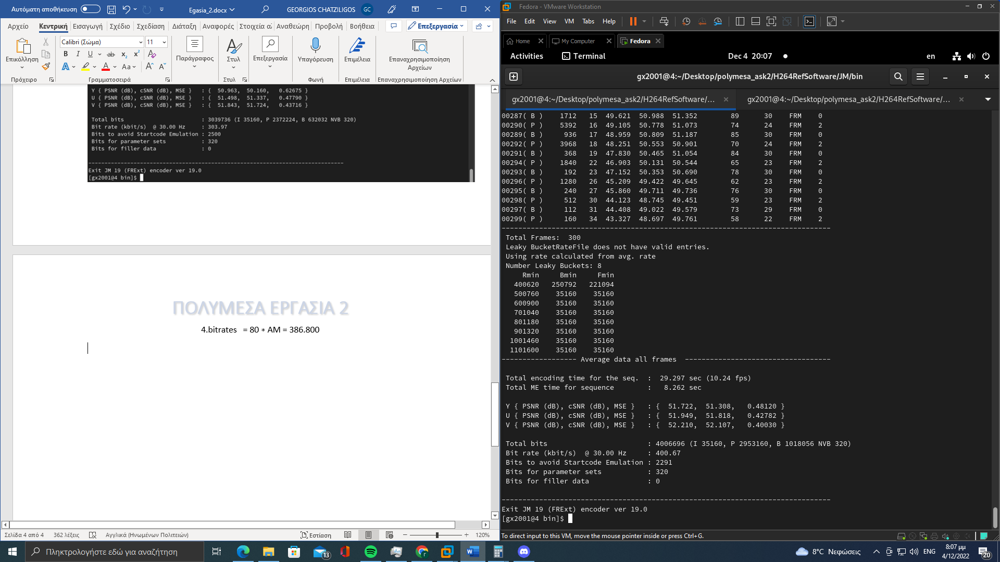 Αυτόματη αποθήκευση
Egasia_2.docx
GEORGIOS CHATZILIGOS
GC
Αρχείο Κεντρική Εισαγωγή Σχέδιο Σχεδίαση Διάταξη Αναφορές Στοιχεία αλ Αναθεώρη Προβολή Βοήθεια
Επεξεργασία
Επικόλληση
Calibri (Σώμα) 11
Παράγραφος
Στυλ
Επεξεργασία
Υπαγόρευση
Επιμέλεια
Επαναχρησιμοποίηση
Αρχείων
Πρόχειρο Γραμματοσειρά Στυλ Φωνή Επιμέλεια Επαναχρησιμοποίηση Αρχείων
Y { PSNR (dB), cSNR (dB), MSE } : { 50.963, 50.160, 0.62675 }
U { PSNR (dB), cSNR (dB), MSE } : { 51.498, 51.337, 0.47790 }
V { PSNR (dB), cSNR (dB), MSE } : { 51.843, 51.724, 0.43716 }
Total bits : 3039736 (I 35160, P 2372224, B 632032 NVB 320)
Bit rate (kbit/s) @ 30.00 Hz : 303.97
Bits to avoid Startcode Emulation : 2500
Bits for parameter sets : 320
Bits for filler data : 0
Exit JM 19 (FRExt) encoder ver 19.0
[gx2001@4 bin]$
ΠΟΛΥΜΕΣΑ ΕΡΓΑΣΙΑ 2
4.bitrates = 80 * AM = 386.800
Σελίδα 4 από 4 362 λέξεις Αγγλικά (Ηνωμένων Πολιτειών) Εστίαση 120%
Fedora - VMware Workstation
File Edit View VM Tabs Help
Home My Computer Fedora
Activities Terminal Dec 4 20:07 en
gx2001@4:~/Desktop/polymesa_ask2/H264RefSoftware/JM/bin
gx2001@4:~/Desktop/polymesa_ask2/H264RefSoftware/... gx2001@4:~/Desktop/polymesa_ask2/H264RefSoftware/...
00287( B ) 1712 15 49.621 50.988 51.352 89 30 FRM 0
00290( P ) 5392 16 49.105 50.778 51.073 74 24 FRM 2
00289( B ) 936 17 48.959 50.809 51.187 85 30 FRM 0
00292( P ) 3968 18 48.251 50.553 50.901 70 24 FRM 2
00291( B ) 368 19 47.830 50.465 51.054 84 30 FRM 0
00294( P ) 1840 22 46.903 50.131 50.544 65 23 FRM 2
00293( B ) 192 23 47.152 50.353 50.690 78 30 FRM 0
00296( P ) 1280 26 45.209 49.422 49.645 62 23 FRM 2
00295( B ) 240 27 45.860 49.711 49.736 76 30 FRM 0
00298( P ) 512 30 44.123 48.745 49.451 59 23 FRM 2
00297( B ) 112 31 44.408 49.022 49.579 73 29 FRM 0
00299( P ) 160 34 43.327 48.697 49.761 58 22 FRM 2
Total Frames: 300
Leaky BucketRateFile does not have valid entries.
Using rate calculated from avg. rate
Number Leaky Buckets: 8
Rmin Bmin Fmin
400620 250792 221094
500760 35160 35160
600900 35160 35160
701040 35160 35160
801180 35160 35160
901320 35160 35160
1001460 35160 35160
1101600 35160 35160
------------------ Average data all frames -----------------------------------
Total encoding time for the seq. : 29.297 sec (10.24 fps)
Total ME time for sequence : 8.262 sec
Y { PSNR (dB), cSNR (dB), MSE } : { 51.722, 51.308, 0.48120 }
U { PSNR (dB), cSNR (dB), MSE } : { 51.949, 51.818, 0.42782 }
V { PSNR (dB), cSNR (dB), MSE } : { 52.210, 52.107, 0.40030 }
Total bits : 4006696 (I 35160, P 2953160, B 1018056 NVB 320)
Bit rate (kbit/s) @ 30.00 Hz : 400.67
Bits to avoid Startcode Emulation : 2291
Bits for parameter sets : 320
Bits for filler data : 0
Exit JM 19 (FRExt) encoder ver 19.0
[gx2001@4 bin]$
To direct input to this VM, move the mouse pointer inside or press Ctrl+G.
Πληκτρολογήστε εδώ για αναζήτηση
13
8°C Νεφώσεις
ENG
8:07 μμ
4/12/2022
20